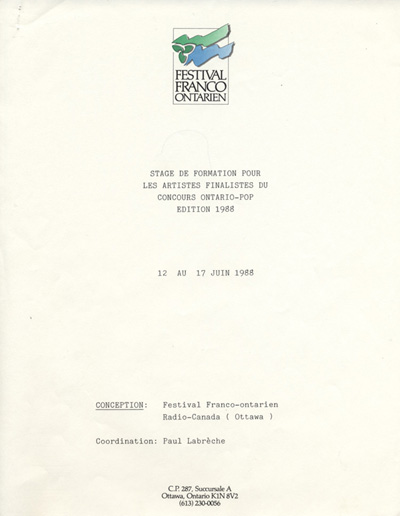 FESTIVAL
FRANCO
ONTARIEN
STAGE DE FORMATION POUR
LES ARTISTES FINALISTES DU
CONCOURS ONTARIO-POP
EDITION 1988
12 AU 17 JUIN 1988
CONCEPTION: Festival Franco-ontarien
Radio-Canada ( Ottawa )
Coordination: Paul Labrèche
C.P. 287, Succursale A
Ottawa, Ontario K1N 8V2
(613) 230-0056